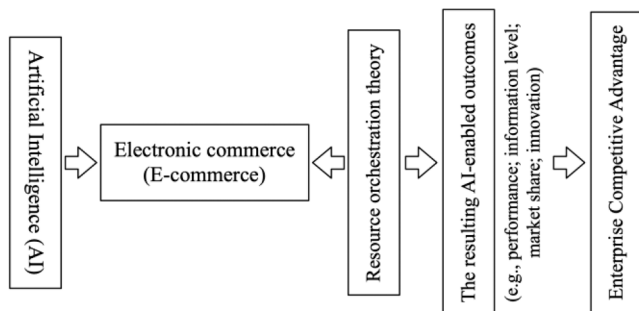 Artificial Intelligence (AI)
Electronic commerce
(E-commerce)
Resource orchestration theory
The resulting AI-enabled outcomes
(e.g., performance; information level;
market share; innovation)
Enterprise Competitive Advantage